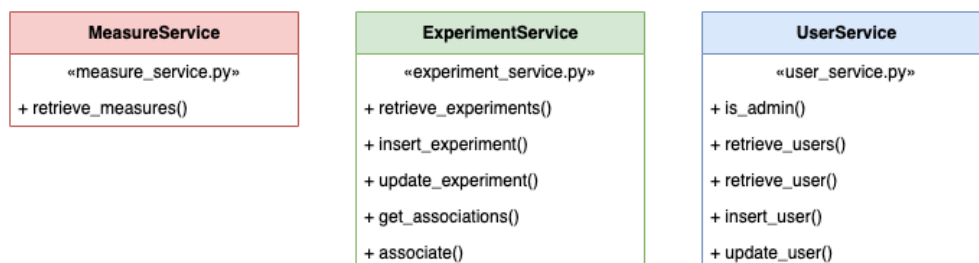 MeasureService
«measure_service.py»
+ retrieve_measures()
ExperimentService
«experiment_service.py»
+ retrieve_experiments()
+ insert_experiment()
+ update_experiment()
+ get_associations()
+ associate()
UserService
«user_service.py»
+ is_admin()
+ retrieve_users()
+ retrieve_user()
+ insert_user()
+ update_user()